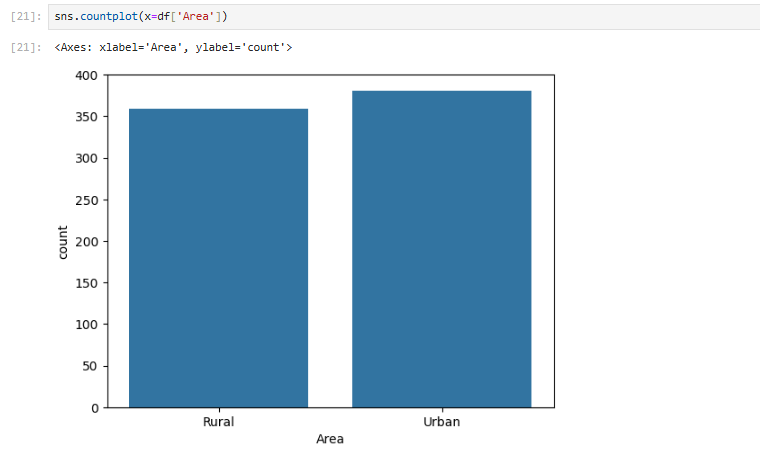 [21]: sns.countplot(x=df['Area'])
[21]: <Axes: xlabel='Area', ylabel='count'>
400
350
300
250
200
150
100
50
0
count
Rural Urban
Area